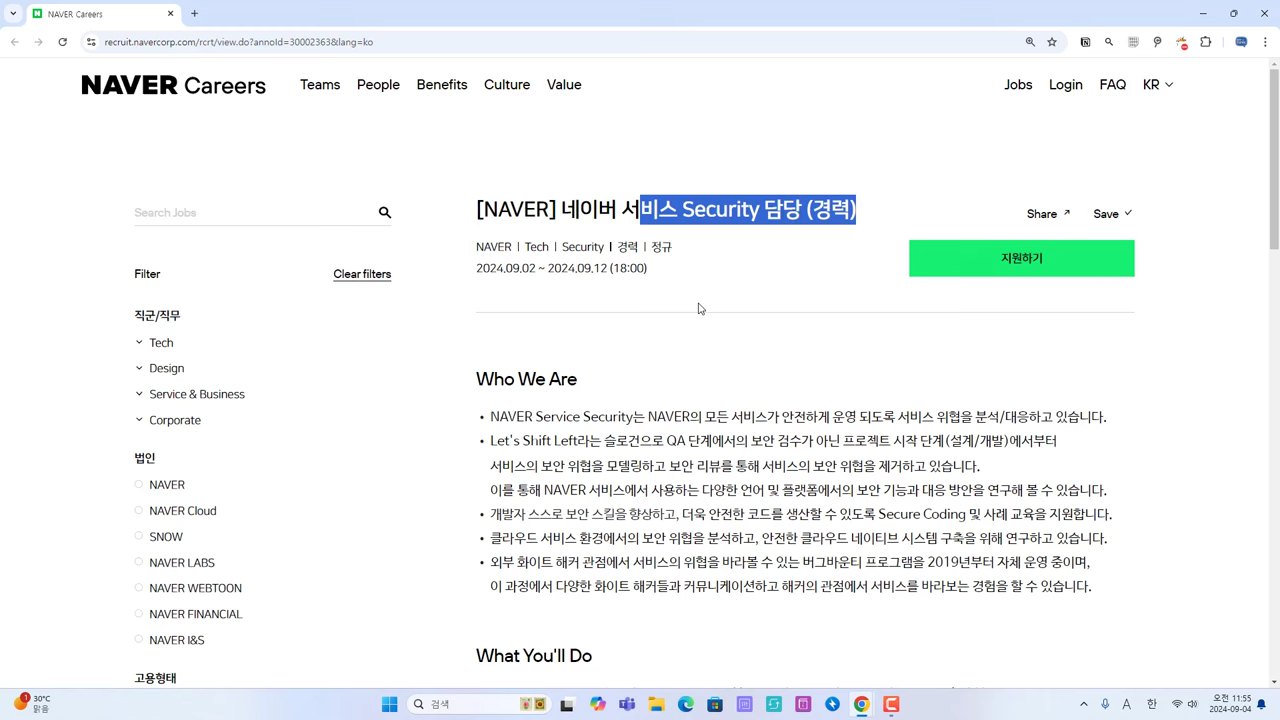 NAVER Careers
recruit.navercorp.com/rcrt/view.do?annoId=30002363&lang=ko
NAVER Careers
Teams People Benefits Culture Value
Jobs Login FAQ KR
Search Jobs
Filter
Clear filters
직군/직무
Tech
Design
Service & Business
Corporate
법인
NAVER
NAVER Cloud
SNOW
NAVER LABS
NAVER WEBTOON
NAVER FINANCIAL
NAVER I&S
고용형태
[NAVER] 네이버 서비스 Security 담당 (경력)
Share
Save
NAVER | Tech | Security | 경력 | 정규
2024.09.02 ~ 2024.09.12 (18:00)
지원하기
Who We Are
• NAVER Service Security는 NAVER의 모든 서비스가 안전하게 운영 되도록 서비스 위협을 분석/대응하고 있습니다.
• Let's Shift Left라는 슬로건으로 QA 단계에서의 보안 검수가 아닌 프로젝트 시작 단계(설계/개발)에서부터
서비스의 보안 위협을 모델링하고 보안 리뷰를 통해 서비스의 보안 위협을 제거하고 있습니다.
이를 통해 NAVER 서비스에서 사용하는 다양한 언어 및 플랫폼에서의 보안 기능과 대응 방안을 연구해 볼 수 있습니다.
• 개발자 스스로 보안 스킬을 향상하고, 더욱 안전한 코드를 생산할 수 있도록 Secure Coding 및 사례 교육을 지원합니다.
• 클라우드 서비스 환경에서의 보안 위협을 분석하고, 안전한 클라우드 네이티브 시스템 구축을 위해 연구하고 있습니다.
• 외부 화이트 해커 관점에서 서비스의 위협을 바라볼 수 있는 버그바운티 프로그램을 2019년부터 자체 운영 중이며,
이 과정에서 다양한 화이트 해커들과 커뮤니케이션하고 해커의 관점에서 서비스를 바라보는 경험을 할 수 있습니다.
What You'll Do
1
30°C
맑음
검색
A
한
오전 11:55
2024-09-04